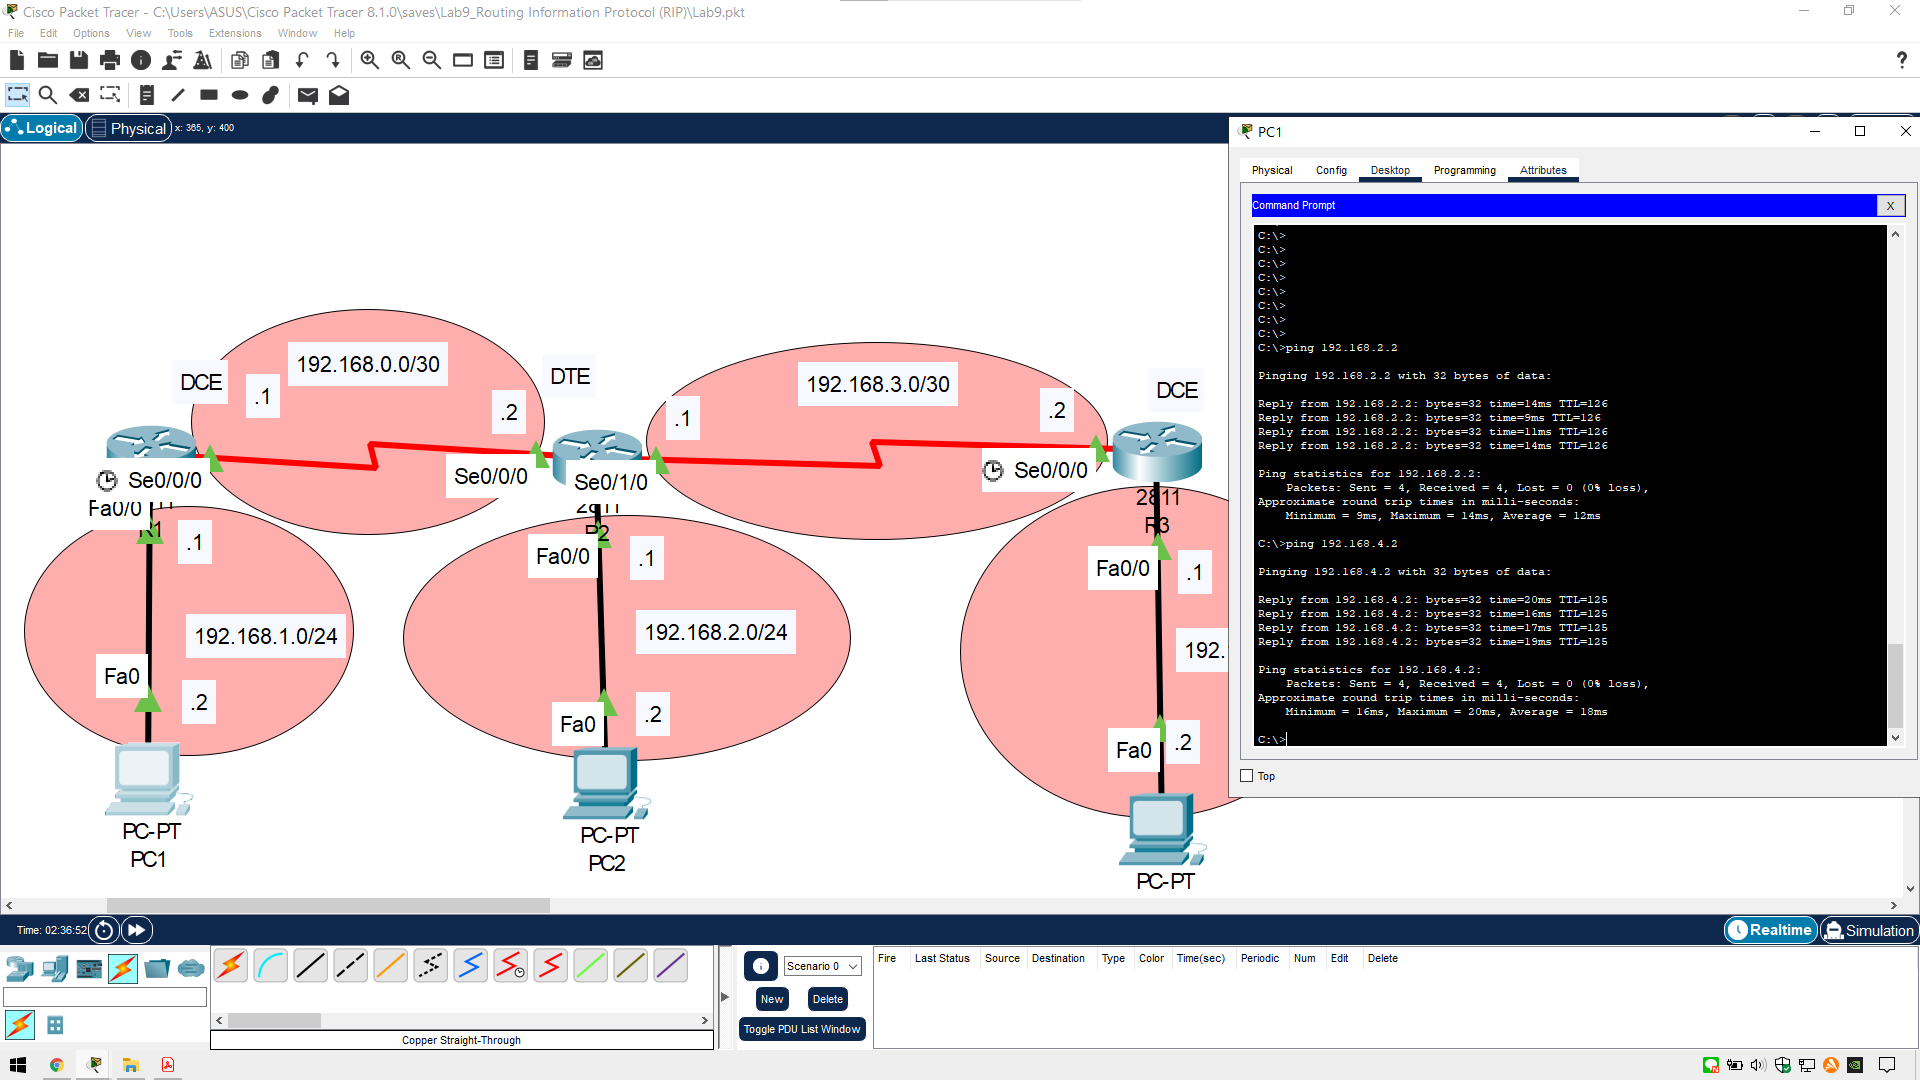 Cisco Packet Tracer - C:\Users\ASUS\Cisco Packet Tracer 8.1.0\saves\Lab9_Routing Information Protocol (RIP)\Lab9.pkt
File Edit Options View Tools Extensions Window Help
Logical Physical x: 365, y: 400
PC1
Physical Config Desktop Programming Attributes
Command Prompt X
C:\>
C:\>
C:\>
C:\>
C:\>
C:\>
C:\>
C:\>
C:\>ping 192.168.2.2
Pinging 192.168.2.2 with 32 bytes of data:
Reply from 192.168.2.2: bytes=32 time=14ms TTL=126
Reply from 192.168.2.2: bytes=32 time=9ms TTL=126
Reply from 192.168.2.2: bytes=32 time=11ms TTL=126
Reply from 192.168.2.2: bytes=32 time=14ms TTL=126
Ping statistics for 192.168.2.2:
Packets: Sent = 4, Received = 4, Lost = 0 (0% loss),
Approximate round trip times in milli-seconds:
Minimum = 9ms, Maximum = 14ms, Average = 12ms
C:\>ping 192.168.4.2
Pinging 192.168.4.2 with 32 bytes of data:
Reply from 192.168.4.2: bytes=32 time=20ms TTL=125
Reply from 192.168.4.2: bytes=32 time=16ms TTL=125
Reply from 192.168.4.2: bytes=32 time=17ms TTL=125
Reply from 192.168.4.2: bytes=32 time=19ms TTL=125
Ping statistics for 192.168.4.2:
Packets: Sent = 4, Received = 4, Lost = 0 (0% loss),
Approximate round trip times in milli-seconds:
Minimum = 16ms, Maximum = 20ms, Average = 18ms
C:\>
Top
DCE 192.168.0.0/30 DTE 192.168.3.0/30 DCE
.1 .2 .1 .2
Se0/0/0 Se0/0/0 Se0/1/0 Se0/0/0
Fa0/0 2811 2811
R2 R3
.1 Fa0/0 .1 Fa0/0 .1
192.168.1.0/24 192.168.2.0/24 192.
Fa0 .2 Fa0 .2 Fa0 .2
PC-PT PC-PT PC-PT
PC1 PC2
Time: 02:36:52 Realtime Simulation
Scenario 0
New Delete
Toggle PDU List Window
Fire Last Status Source Destination Type Color Time(sec) Periodic Num Edit Delete
Copper Straight-Through